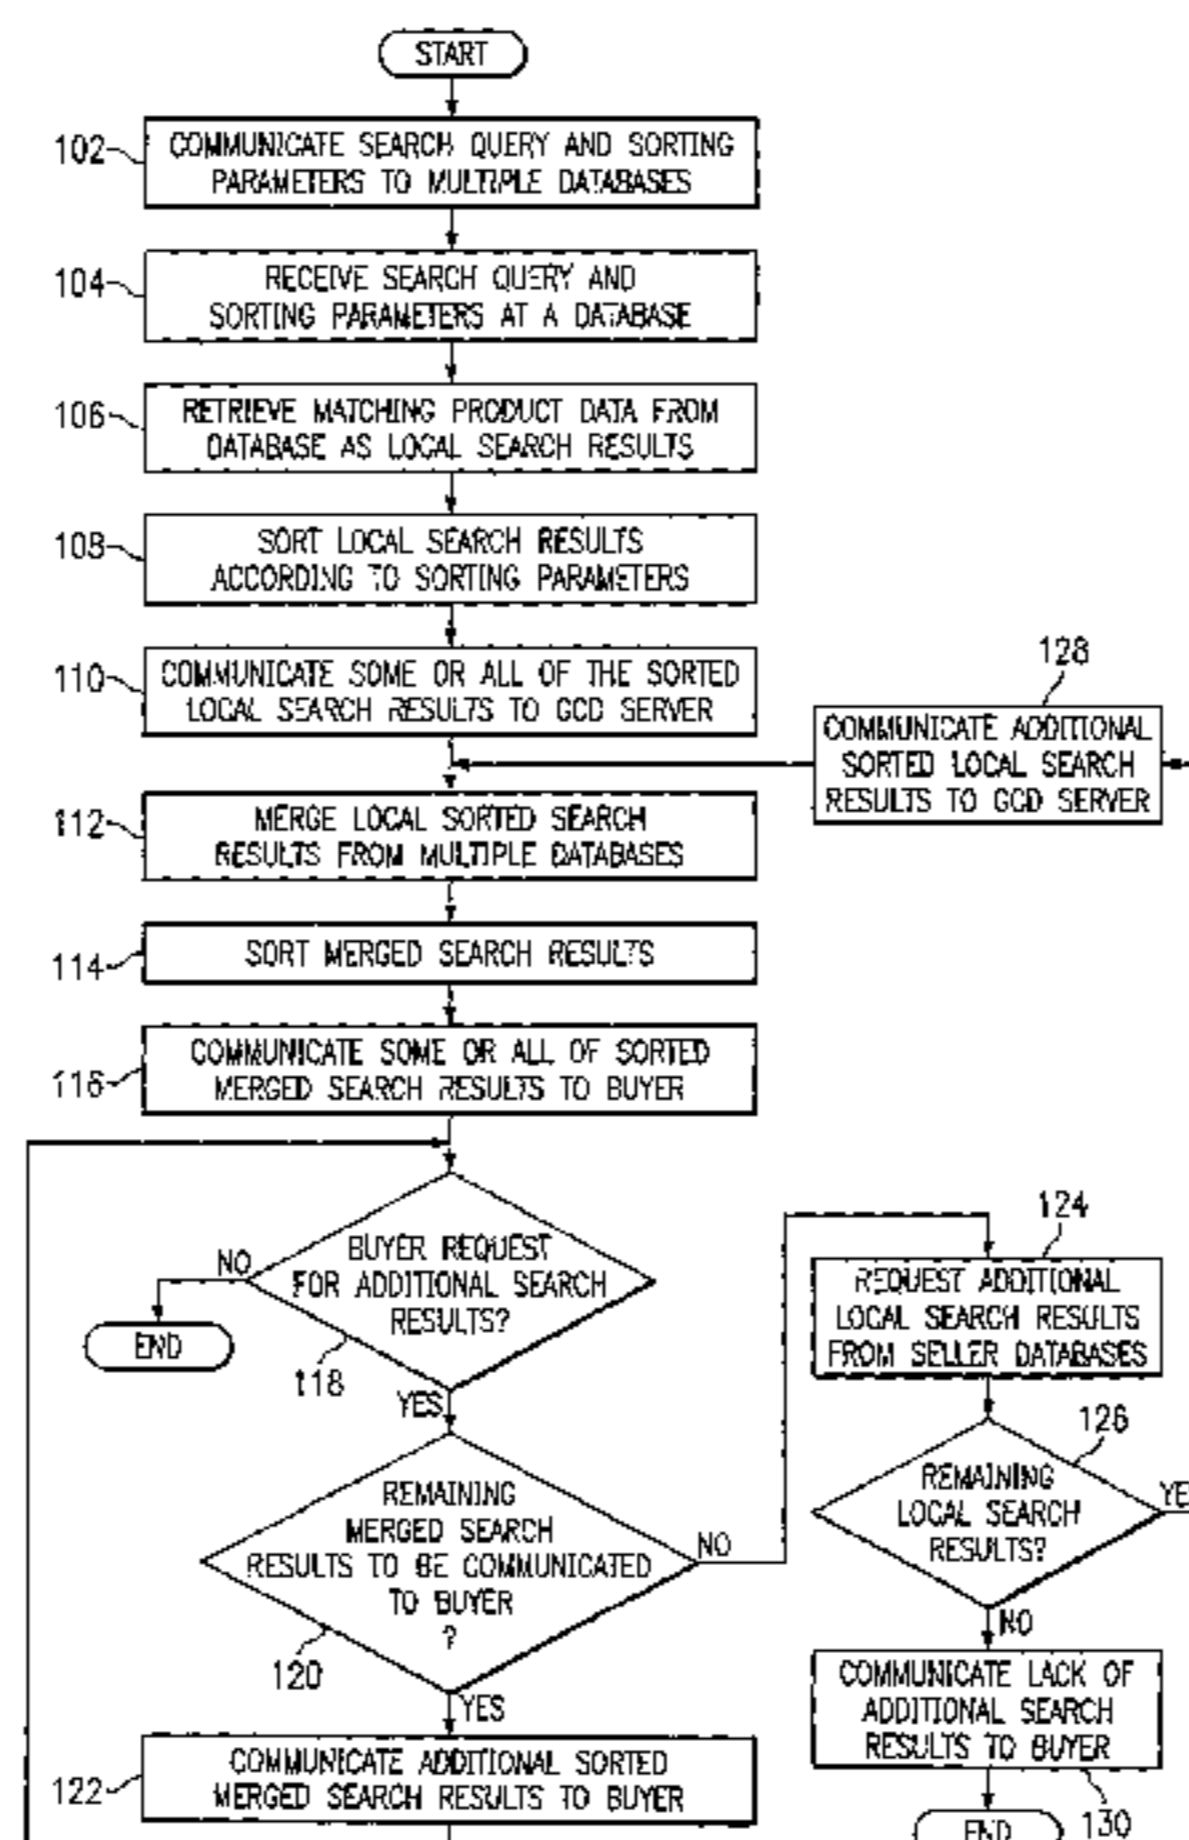 START
102
COMMUNICATE SEARCH QUERY AND SORTING
PARAMETERS TO MULTIPLE DATABASES
104
RECEIVE SEARCH QUERY AND
SORTING PARAMETERS AT A DATABASE
106
RETRIEVE MATCHING PRODUCT DATA FROM
DATABASE AS LOCAL SEARCH RESULTS
108
SORT LOCAL SEARCH RESULTS
ACCORDING TO SORTING PARAMETERS
110
COMMUNICATE SOME OR ALL OF THE SORTED
LOCAL SEARCH RESULTS TO GCD SERVER
128
COMMUNICATE ADDITIONAL
SORTED LOCAL SEARCH
RESULTS TO GCD SERVER
112
MERGE LOCAL SORTED SEARCH
RESULTS FROM MULTIPLE DATABASES
114
SORT MERGED SEARCH RESULTS
116
COMMUNICATE SOME OR ALL OF SORTED
MERGED SEARCH RESULTS TO BUYER
BUYER REQUEST
FOR ADDITIONAL SEARCH
RESULTS?
NO
END
118
YES
REMAINING
MERGED SEARCH
RESULTS TO BE COMMUNICATED
TO BUYER
?
NO
120
YES
122
COMMUNICATE ADDITIONAL SORTED
MERGED SEARCH RESULTS TO BUYER
124
REQUEST ADDITIONAL
LOCAL SEARCH RESULTS
FROM SELLER DATABASES
126
REMAINING
LOCAL SEARCH
RESULTS?
YE
NO
COMMUNICATE LACK OF
ADDITIONAL SEARCH
RESULTS TO BUYER
130
END